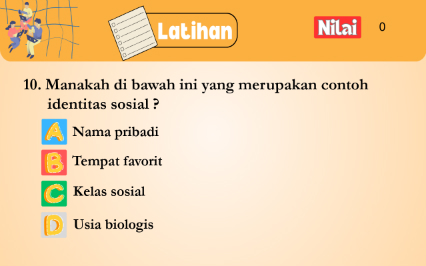 Latihan
Nilai 0
10. Manakah di bawah ini yang merupakan contoh
identitas sosial ?
A Nama pribadi
B Tempat favorit
C Kelas sosial
D Usia biologis